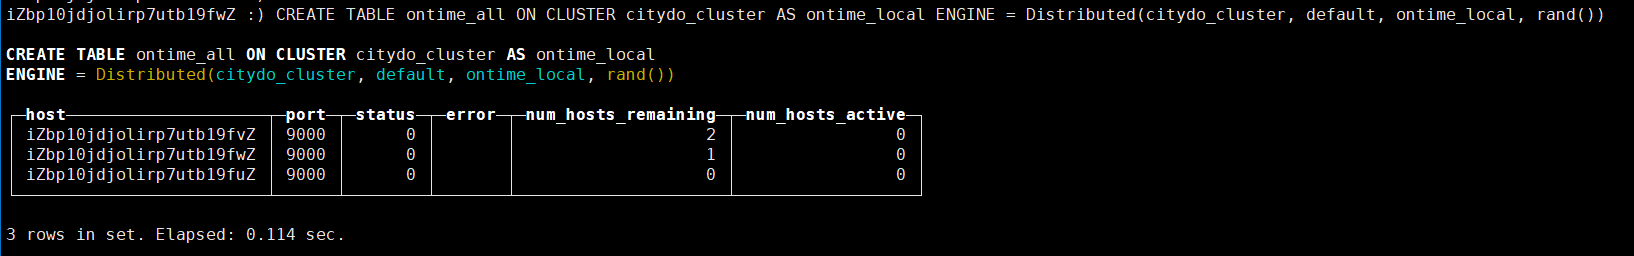 iZbp10jdjolirp7utb19fwZ :) CREATE TABLE ontime_all ON CLUSTER citydo_cluster AS ontime_local ENGINE = Distributed(citydo_cluster, default, ontime_local, rand())
CREATE TABLE ontime_all ON CLUSTER citydo_cluster AS ontime_local
ENGINE = Distributed(citydo_cluster, default, ontime_local, rand())
host port status error num_hosts_remaining num_hosts_active
iZbp10jdjolirp7utb19fvZ 9000 0 2 0
iZbp10jdjolirp7utb19fwZ 9000 0 1 0
iZbp10jdjolirp7utb19fuZ 9000 0 0 0
3 rows in set. Elapsed: 0.114 sec.